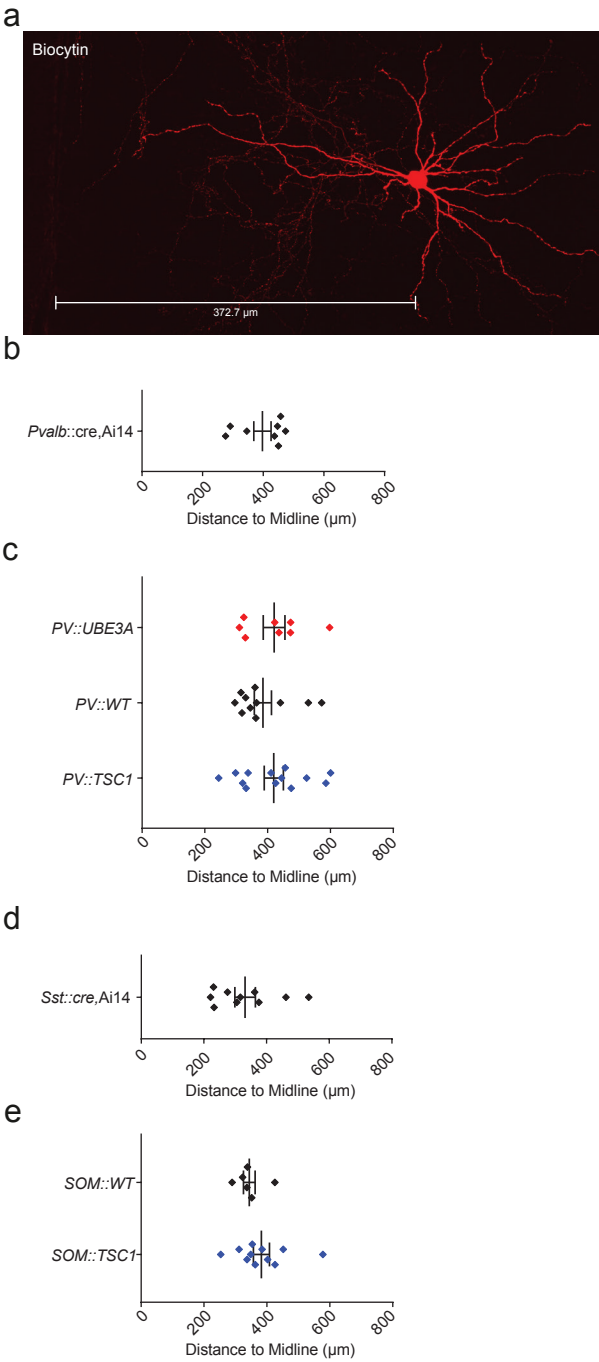 a
Biocytin
372.7 µm
b
Pvalb::cre,Ai14
0 200 400 600 800
Distance to Midline (µm)
c
PV::UBE3A
PV::WT
PV::TSC1
0 200 400 600 800
Distance to Midline (µm)
d
Sst::cre,Ai14
0 200 400 600 800
Distance to Midline (µm)
e
SOM::WT
SOM::TSC1
0 200 400 600 800
Distance to Midline (µm)